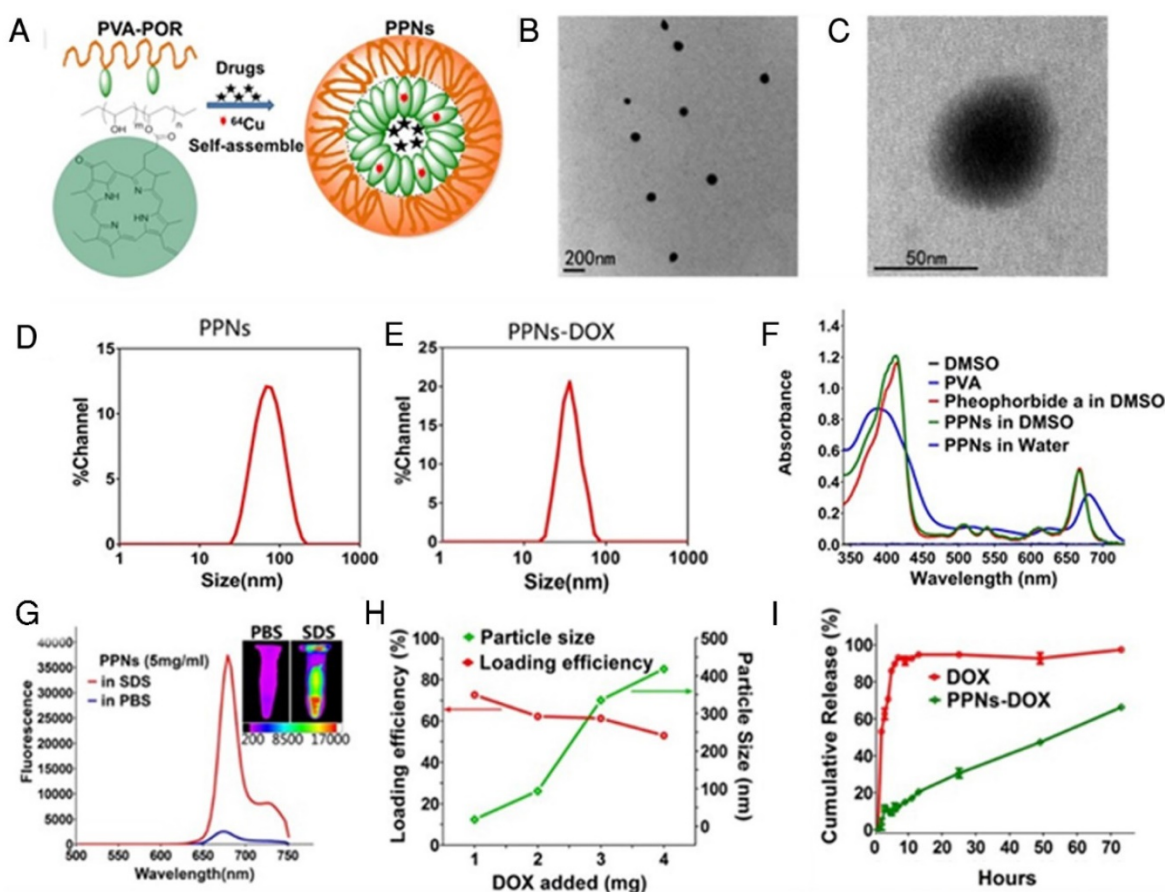 A
PVA-POR
Drugs
64Cu
Self-assemble
PPNs
OH
m
O
n
O
O
NH
N
N
HN
B
200nm
C
50nm
D
PPNs
%Channel
15
10
5
0
1
10
100
1000
Size(nm)
E
PPNs-DOX
%Channel
25
20
15
10
5
0
1
10
100
1000
Size(nm)
F
Absorbance
1.4
1.2
1.0
0.8
0.6
0.4
0.2
0.0
DMSO
PVA
Pheophorbide a in DMSO
PPNs in DMSO
PPNs in Water
350
400
450
500
550
600
650
700
Wavelength (nm)
G
Fluorescence
40000
35000
30000
25000
20000
15000
10000
5000
0
PPNs (5mg/ml)
in SDS
in PBS
PBS
SDS
200 8500 17000
500
550
600
650
700
750
Wavelength(nm)
H
Loading efficiency (%)
100
80
60
40
20
0
Particle size
Loading efficiency
500
400
300
200
100
0
Particle Size (nm)
1
2
3
4
DOX added (mg)
I
Cumulative Release (%)
100
80
60
40
20
0
DOX
PPNs-DOX
0
10
20
30
40
50
60
70
Hours